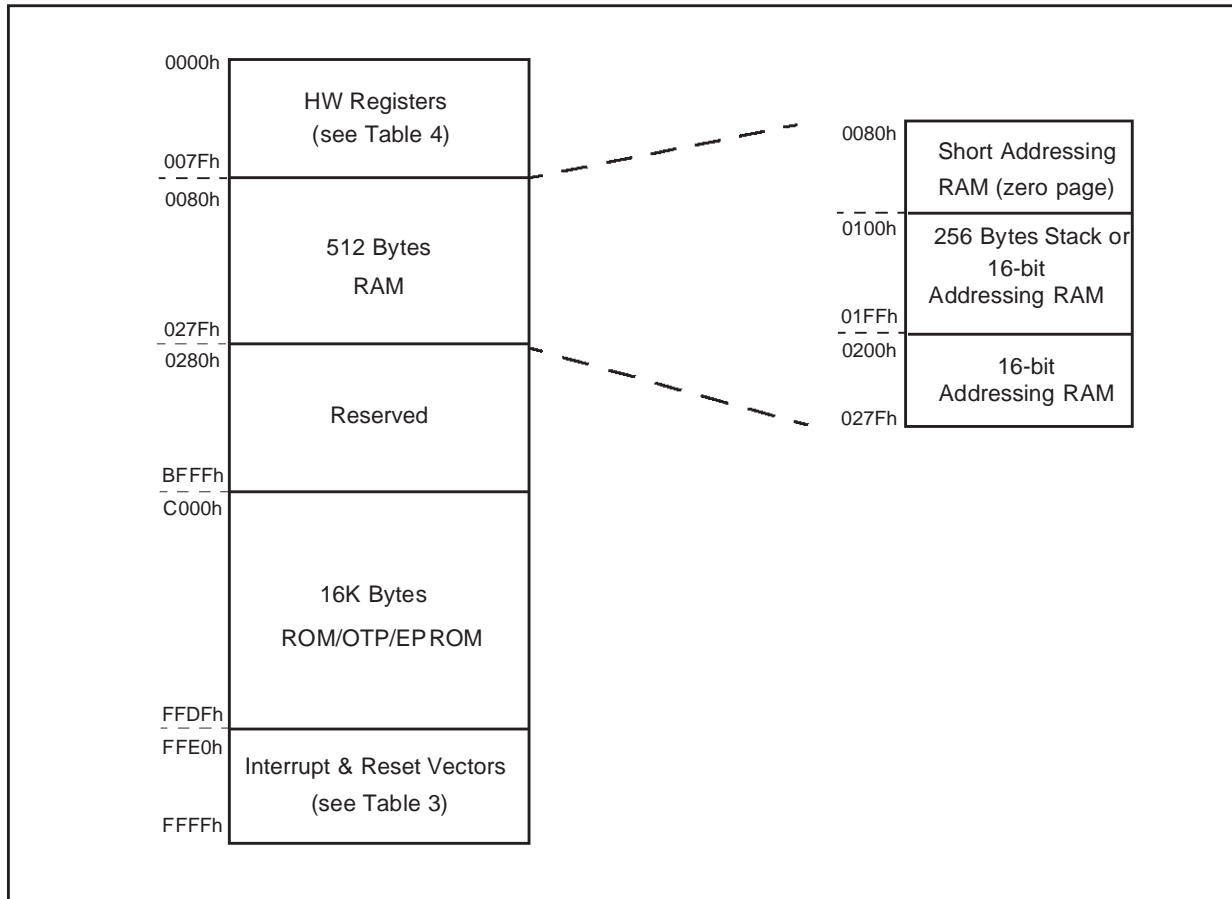 0000h
HW Registers
(see Table 4)
007Fh
0080h
512 Bytes
RAM
027Fh
0280h
Reserved
BFFFh
C000h
16K Bytes
ROM/OTP/EPROM
FFDFh
FFE0h
Interrupt & Reset Vectors
(see Table 3)
FFFFh
0080h
Short Addressing
RAM (zero page)
0100h
256 Bytes Stack or
16-bit
Addressing RAM
01FFh
0200h
16-bit
Addressing RAM
027Fh